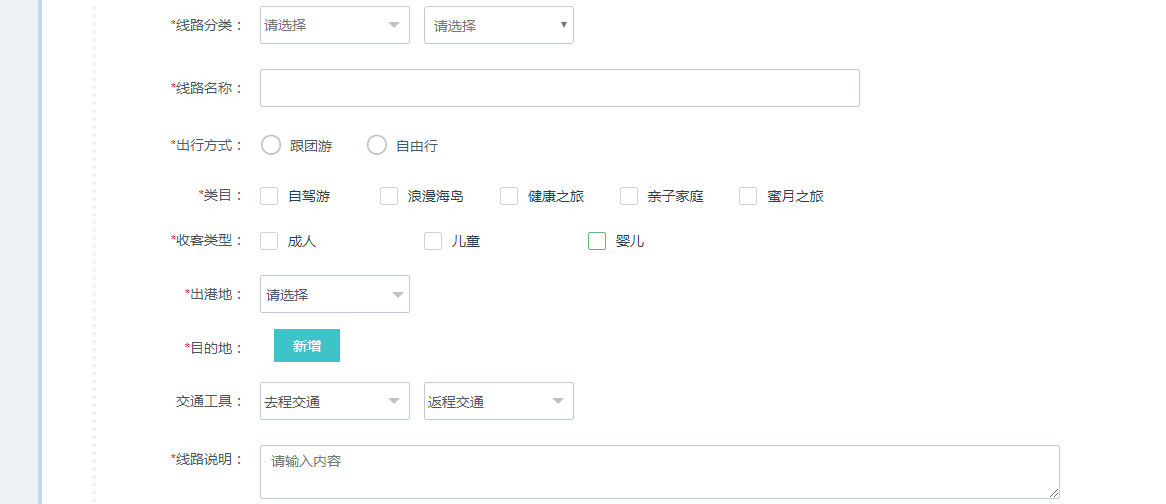 *线路分类： 请选择 请选择
*线路名称：
*出行方式： 跟团游 自由行
*类目： 自驾游 浪漫海岛 健康之旅 亲子家庭 蜜月之旅
*收客类型： 成人 儿童 婴儿
*出港地： 请选择
*目的地： 新增
交通工具： 去程交通 返程交通
*线路说明： 请输入内容